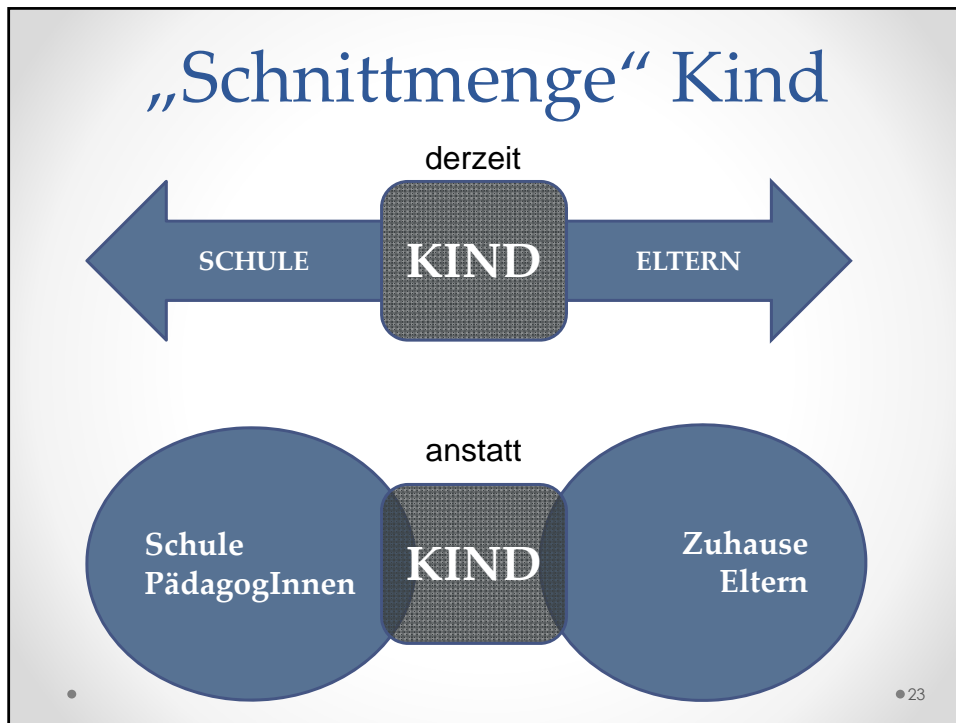 „Schnittmenge“ Kind
derzeit
SCHULE
KIND
ELTERN
anstatt
Schule
PädagogInnen
KIND
Zuhause
Eltern
23